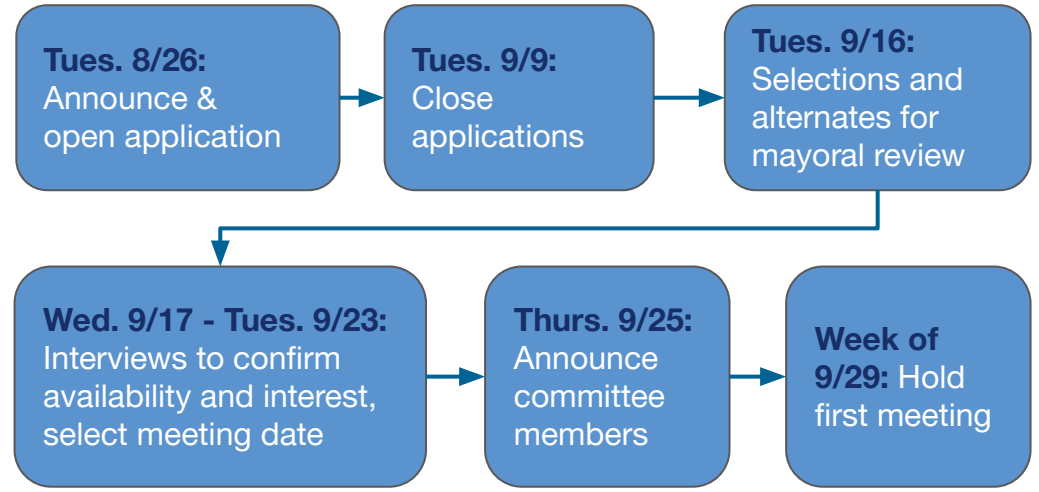 Tues. 8/26:
Announce &
open application
Tues. 9/9:
Close
applications
Tues. 9/16:
Selections and
alternates for
mayoral review
Wed. 9/17 - Tues. 9/23:
Interviews to confirm
availability and interest,
select meeting date
Thurs. 9/25:
Announce
committee
members
Week of
9/29: Hold
first meeting